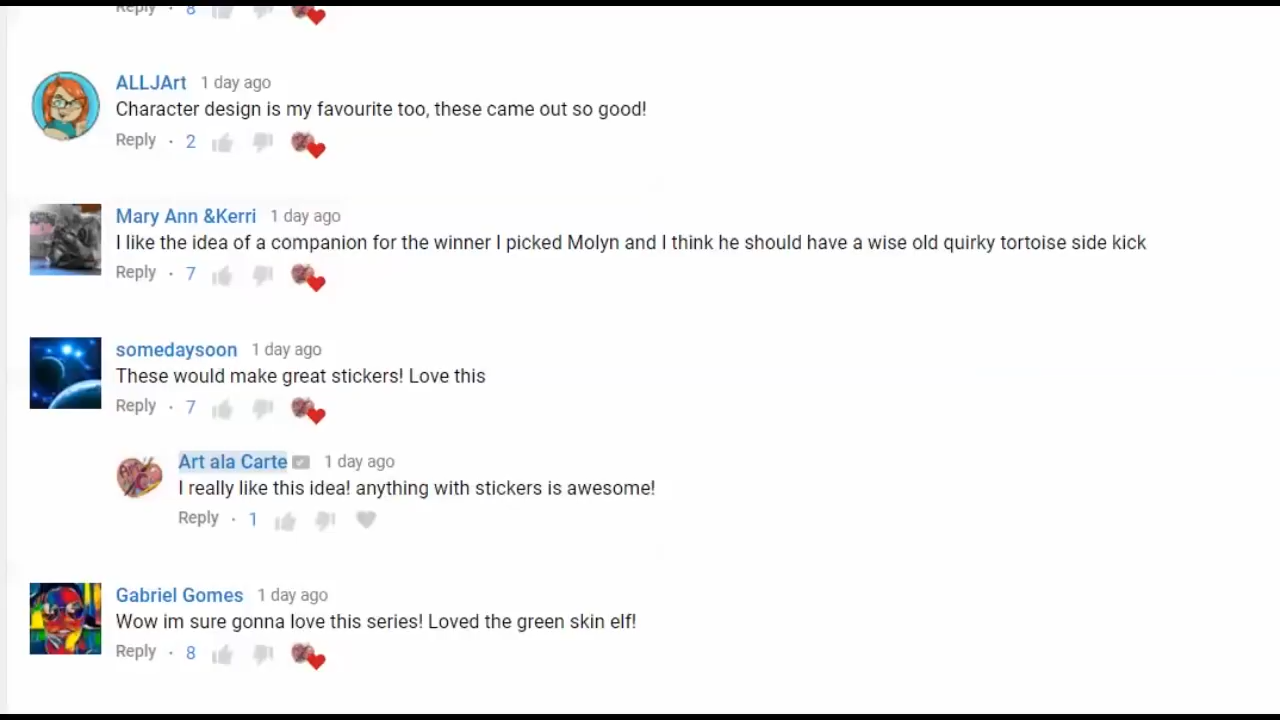 Reply · 8
ALLJArt 1 day ago
Character design is my favourite too, these came out so good!
Reply · 2
Mary Ann &Kerri 1 day ago
I like the idea of a companion for the winner I picked Molyn and I think he should have a wise old quirky tortoise side kick
Reply · 7
somedaysoon 1 day ago
These would make great stickers! Love this
Reply · 7
Art ala Carte 1 day ago
I really like this idea! anything with stickers is awesome!
Reply · 1
Gabriel Gomes 1 day ago
Wow im sure gonna love this series! Loved the green skin elf!
Reply · 8